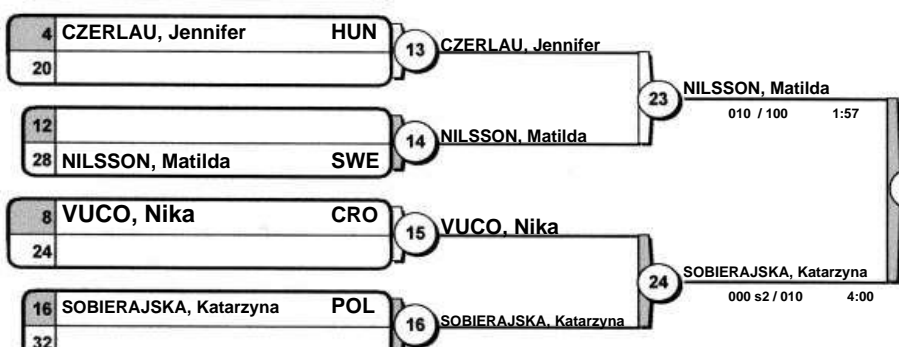 4 CZERLAU, Jennifer HUN
20
13 CZERLAU, Jennifer
12
28 NILSSON, Matilda SWE
14 NILSSON, Matilda
23 NILSSON, Matilda
010 / 100 1:57
8 VUCO, Nika CRO
24
15 VUCO, Nika
16 SOBIERAJSKA, Katarzyna POL
32
16 SOBIERAJSKA, Katarzyna
24 SOBIERAJSKA, Katarzyna
000 s2 / 010 4:00